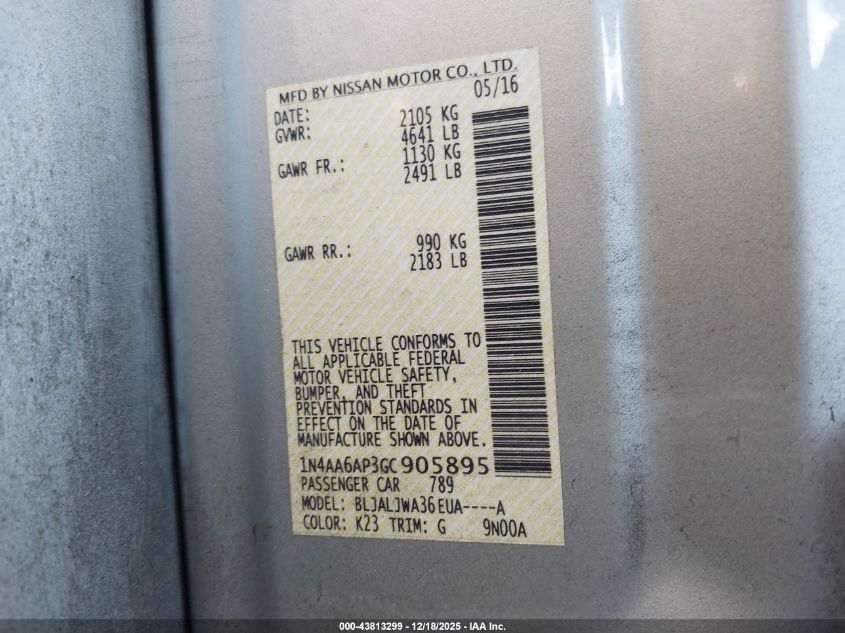 MFD BY NISSAN MOTOR CO., LTD.
DATE: 05/16
GVWR: 2105 KG
4641 LB
GAWR FR.: 1130 KG
2491 LB
GAWR RR.: 990 KG
2183 LB
THIS VEHICLE CONFORMS TO
ALL APPLICABLE FEDERAL
MOTOR VEHICLE SAFETY,
BUMPER, AND THEFT
PREVENTION STANDARDS IN
EFFECT ON THE DATE OF
MANUFACTURE SHOWN ABOVE.
1N4AA6AP3GC905895
PASSENGER CAR 789
MODEL: BLJALJWA36EUA----A
COLOR: K23 TRIM: G 9N00A
000-43813299 - 12/18/2025 - IAA Inc.